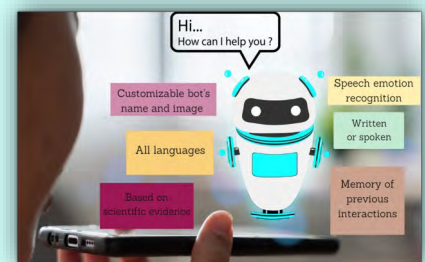 Hi...
How can I help you ?
Customizable bot's
name and image
Speech emotion
recognition
Written
or spoken
All languages
Based on
scientific evidence
Memory of
previous
interactions